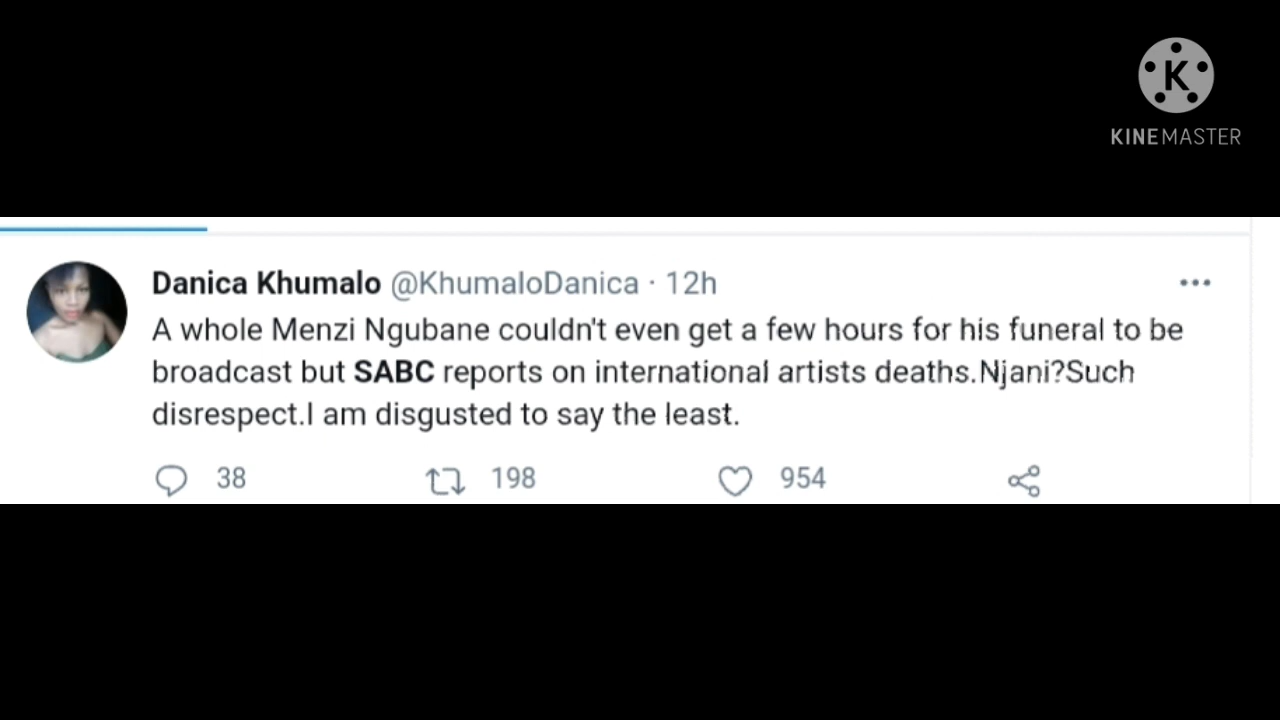 K
KINEMASTER
Danica Khumalo @KhumaloDanica · 12h
A whole Menzi Ngubane couldn't even get a few hours for his funeral to be
broadcast but SABC reports on international artists deaths.Njani?Such
disrespect.I am disgusted to say the least.
38 198 954